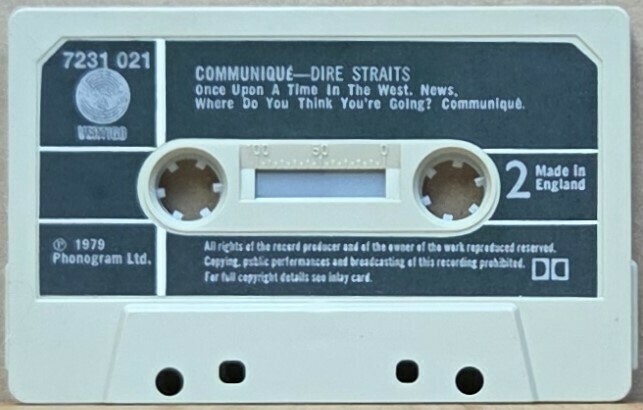 7231 021
VERTIGO
COMMUNIQUÉ—DIRE STRAITS
Once Upon A Time In The West. News.
Where Do You Think You're Going? Communiqué.
100 50 0
2
Made in
England
℗ 1979
Phonogram Ltd.
All rights of the record producer and of the owner of the work reproduced reserved.
Copying, public performances and broadcasting of this recording prohibited.
For full copyright details see inlay card.